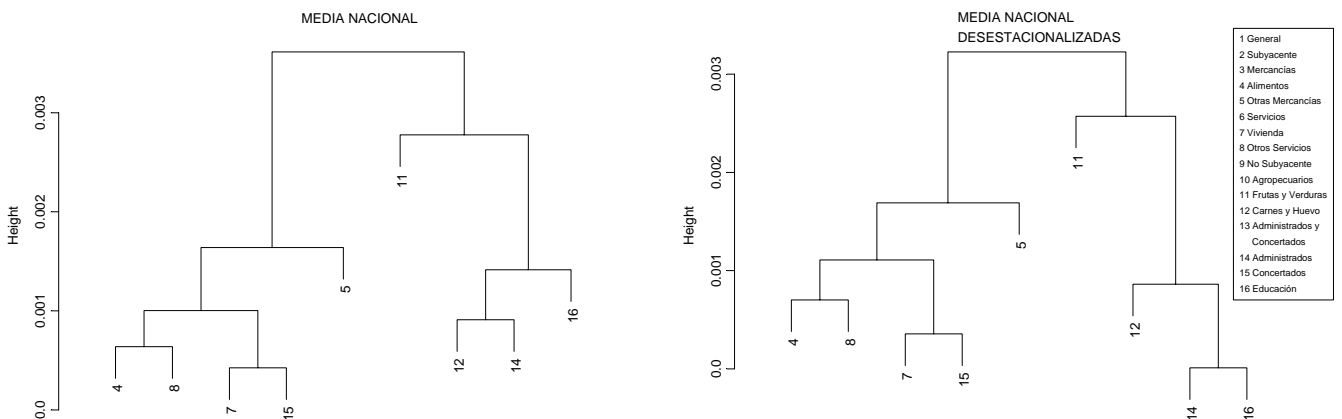 MEDIA NACIONAL
Height
0.003
0.002
0.001
0.0
11
5
16
4
8
12
14
7
15
MEDIA NACIONAL
DESESTACIONALIZADAS
0.003
0.002
0.001
0.0
11
5
12
4
8
7
15
14
16
Height
1 General
2 Subyacente
3 Mercancías
4 Alimentos
5 Otras Mercancías
6 Servicios
7 Vivienda
8 Otros Servicios
9 No Subyacente
10 Agropecuarios
11 Frutas y Verduras
12 Carnes y Huevo
13 Administrados y
Concertados
14 Administrados
15 Concertados
16 Educación